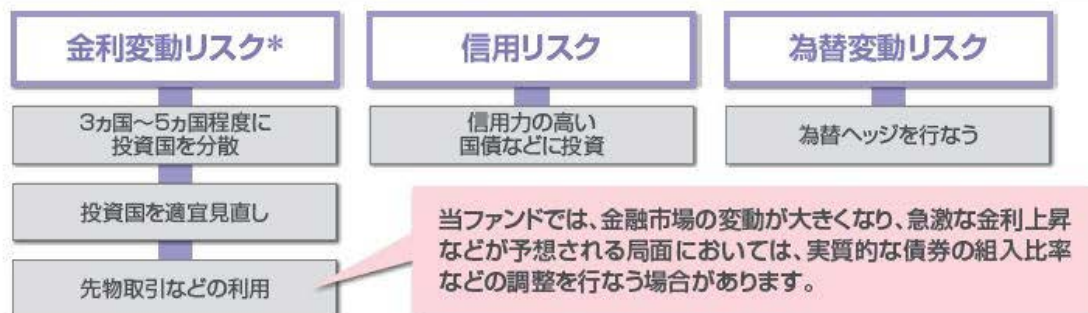 金利変動リスク*
3ヵ国～5ヵ国程度に
投資国を分散
投資国を適宜見直し
先物取引などの利用
信用リスク
信用力の高い
国債などに投資
為替変動リスク
為替ヘッジを行なう
当ファンドでは、金融市場の変動が大きくなり、急激な金利上昇
などが予想される局面においては、実質的な債券の組入比率
などの調整を行なう場合があります。